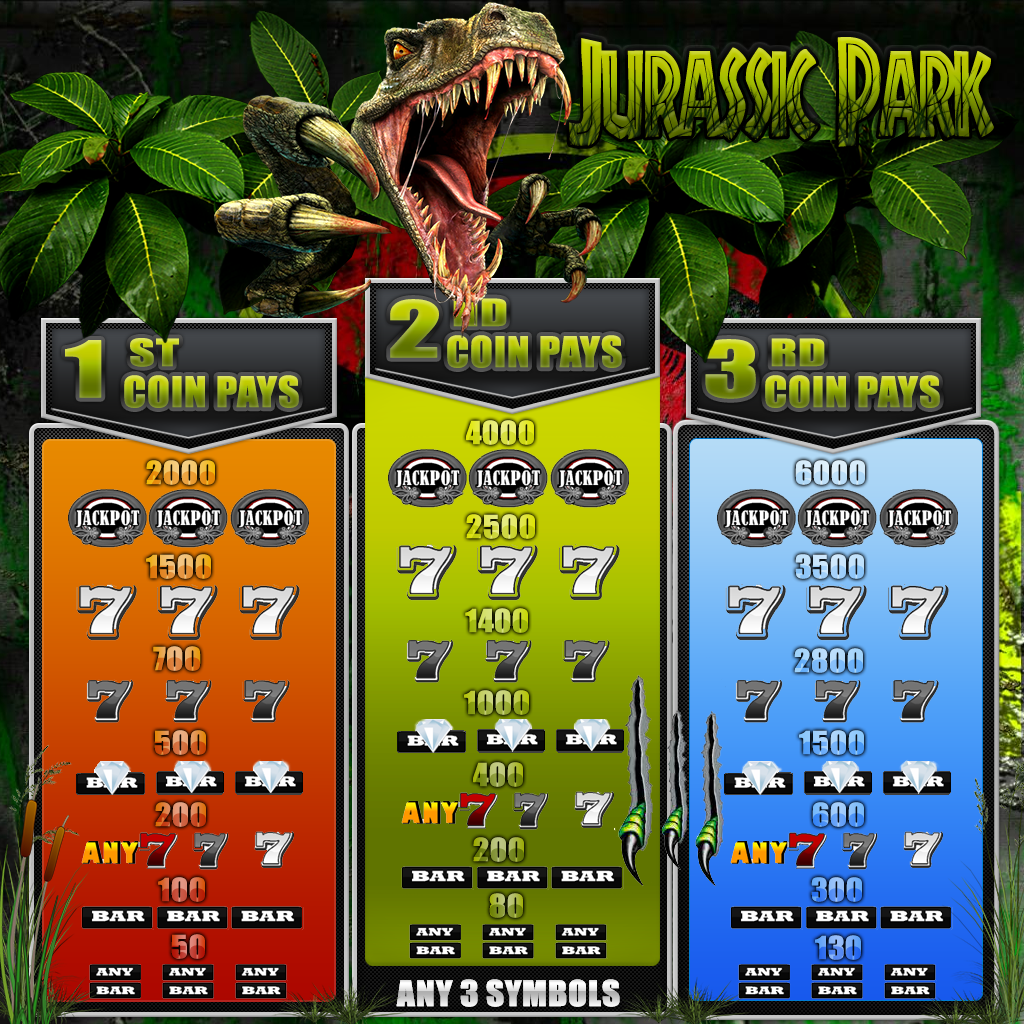 JURASSIC PARK
1 ST
COIN PAYS
2000
JACKPOT JACKPOT JACKPOT
1500
7 7 7
700
7 7 7
500
BAR BAR BAR
200
ANY 7 7 7
100
BAR BAR BAR
50
ANY ANY ANY
BAR BAR BAR
2 ND
COIN PAYS
4000
JACKPOT JACKPOT JACKPOT
2500
7 7 7
1400
7 7 7
1000
BAR BAR BAR
400
ANY 7 7 7
200
BAR BAR BAR
80
ANY ANY ANY
BAR BAR BAR
ANY 3 SYMBOLS
3 RD
COIN PAYS
6000
JACKPOT JACKPOT JACKPOT
3500
7 7 7
2800
7 7 7
1500
BAR BAR BAR
600
ANY 7 7 7
300
BAR BAR BAR
130
ANY ANY ANY
BAR BAR BAR